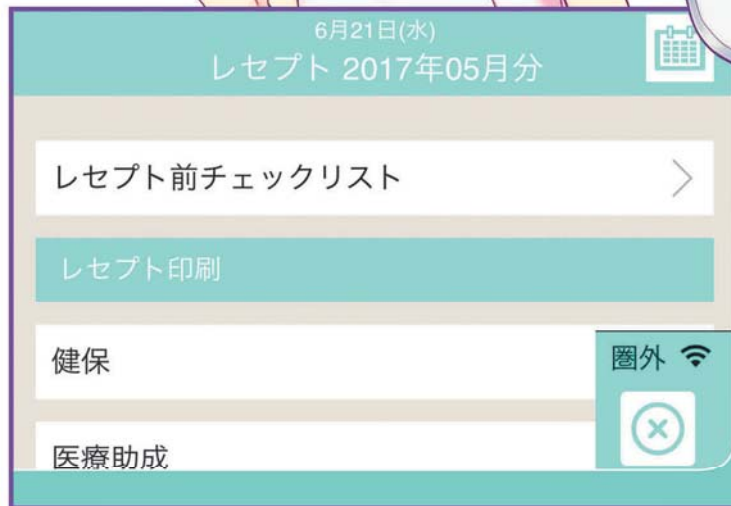 6月21日(水)
レセプト 2017年05月分
レセプト前チェックリスト
レセプト印刷
健保
圏外
医療助成